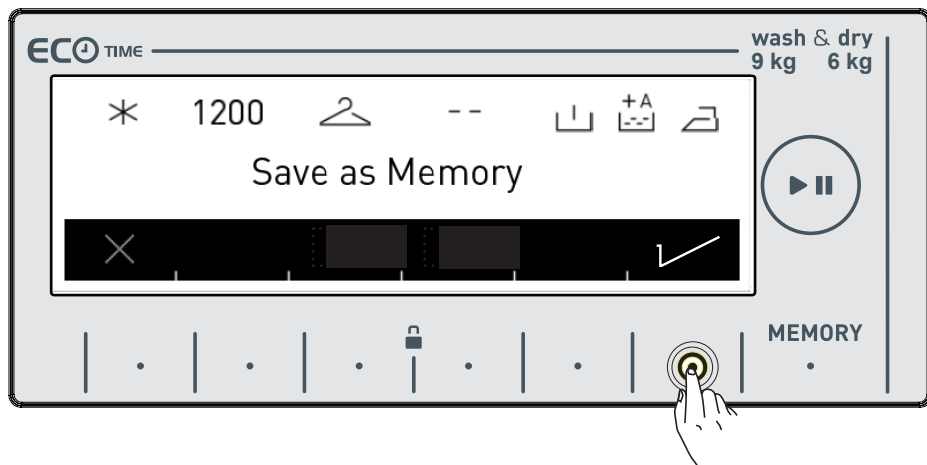 ECO TIME
wash & dry
9 kg 6 kg
1200 -- +A
Save as Memory
MEMORY